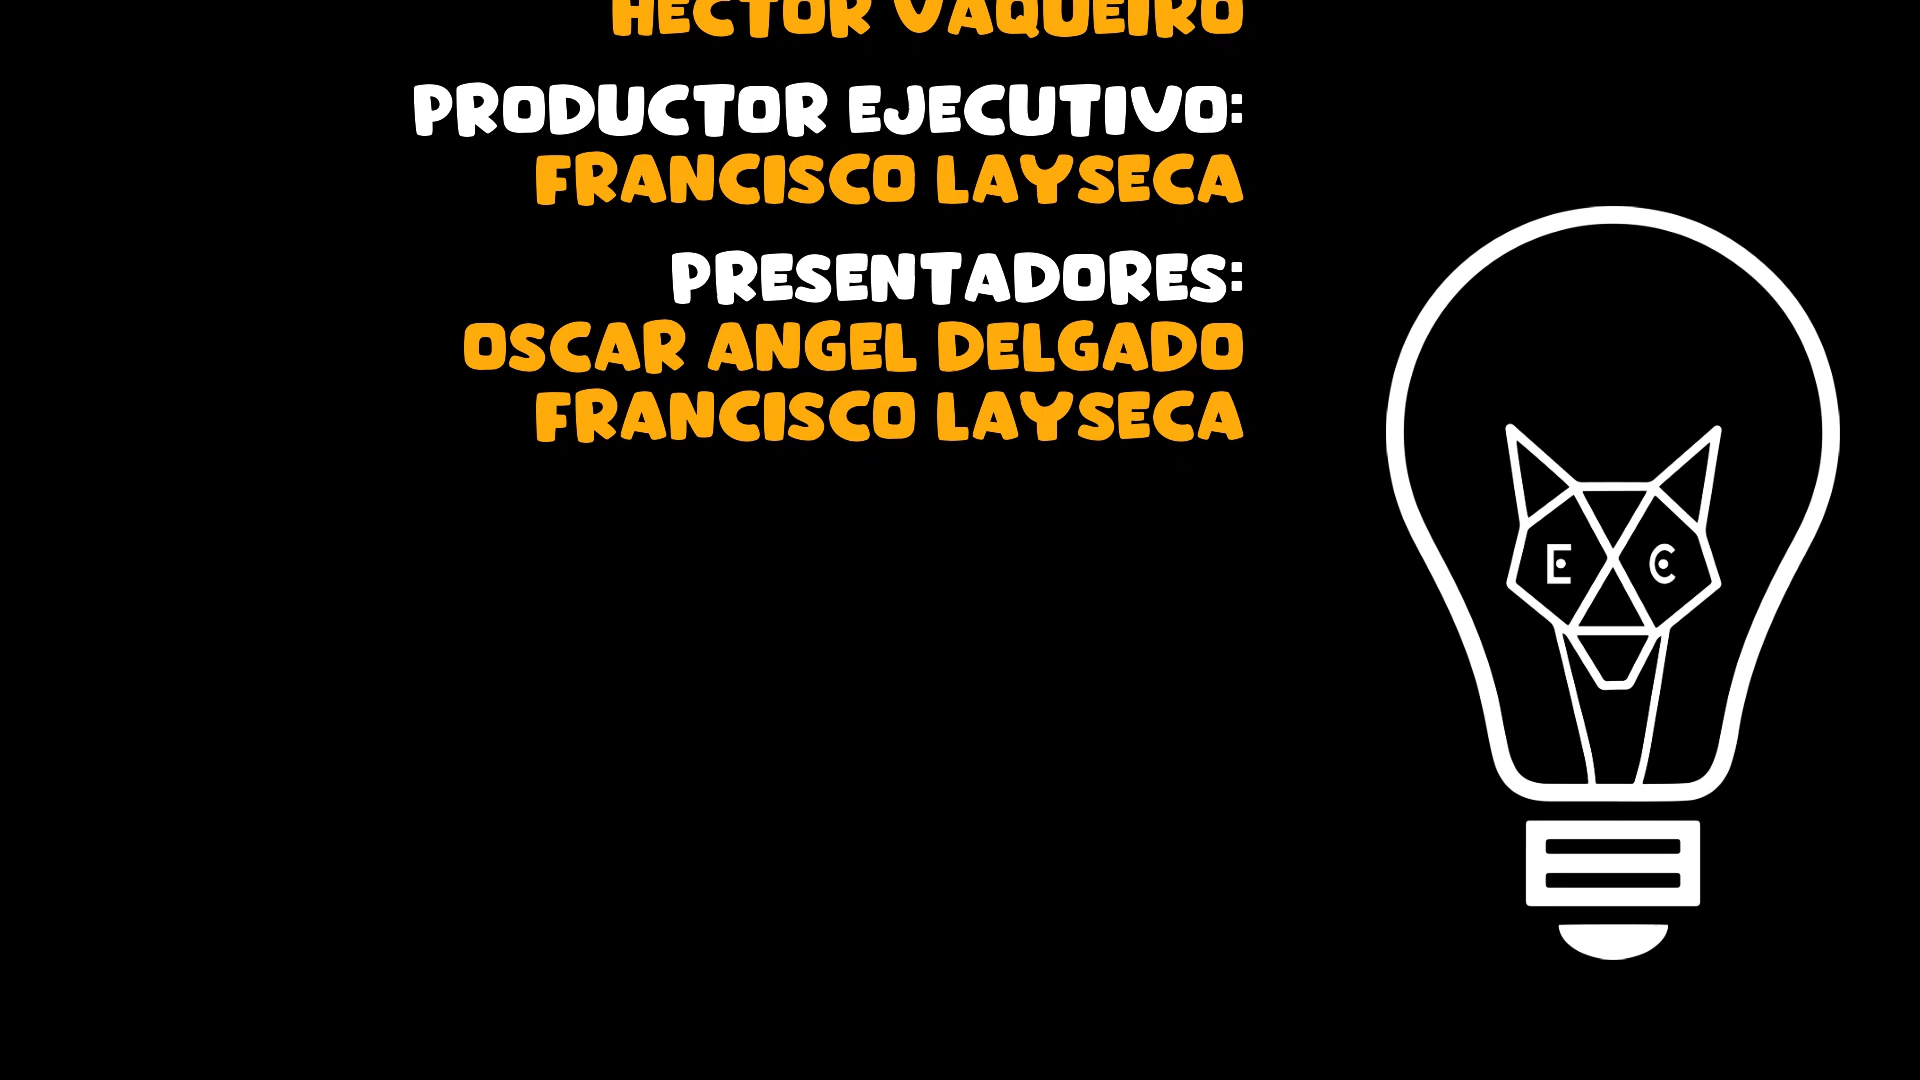 HECTOR VAQUEIRO
PRODUCTOR EJECUTIVO:
FRANCISCO LAYSECA
PRESENTADORES:
OSCAR ANGEL DELGADO
FRANCISCO LAYSECA
E C